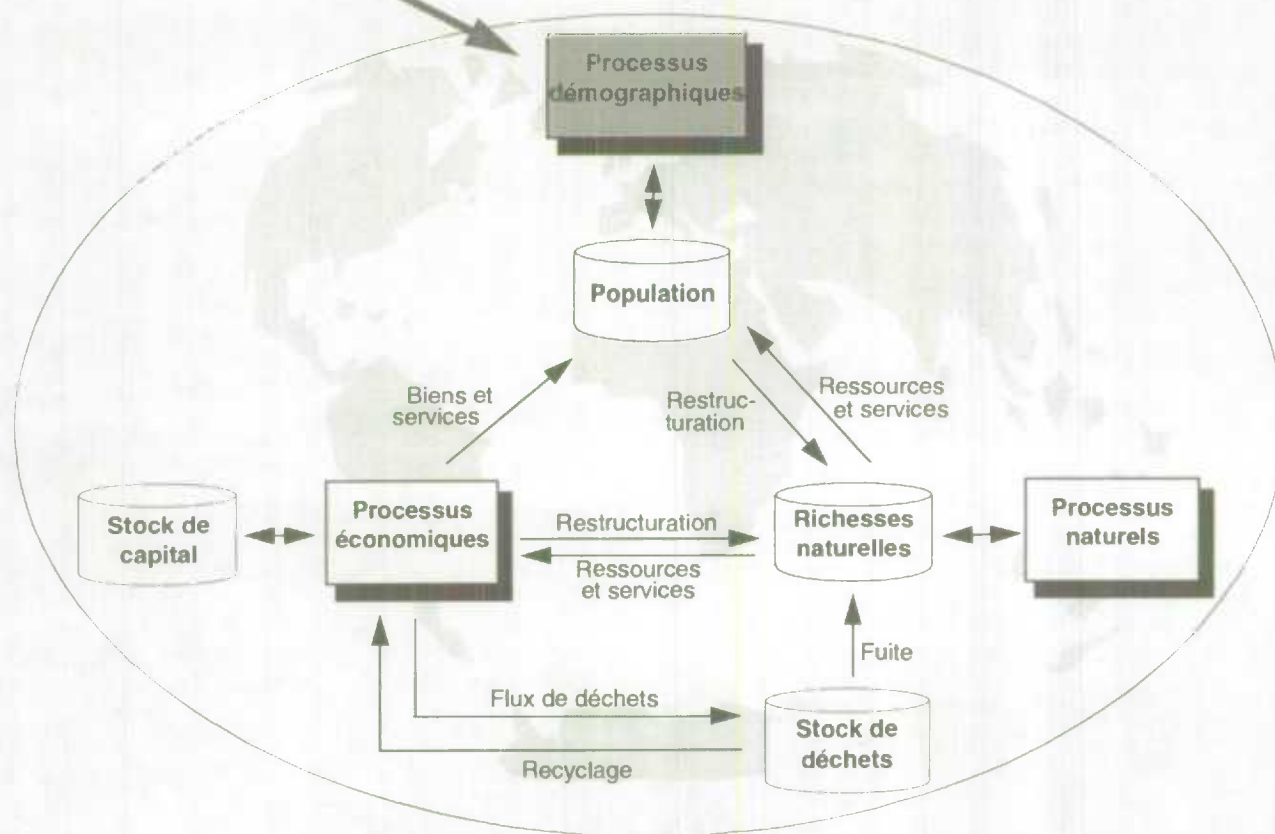 Processus
démographiques
Population
Biens et
services
Restruc-
turation
Ressources
et services
Stock de
capital
Processus
économiques
Restructuration
Ressources
et services
Richesses
naturelles
Processus
naturels
Fuite
Flux de déchets
Stock de
déchets
Recyclage